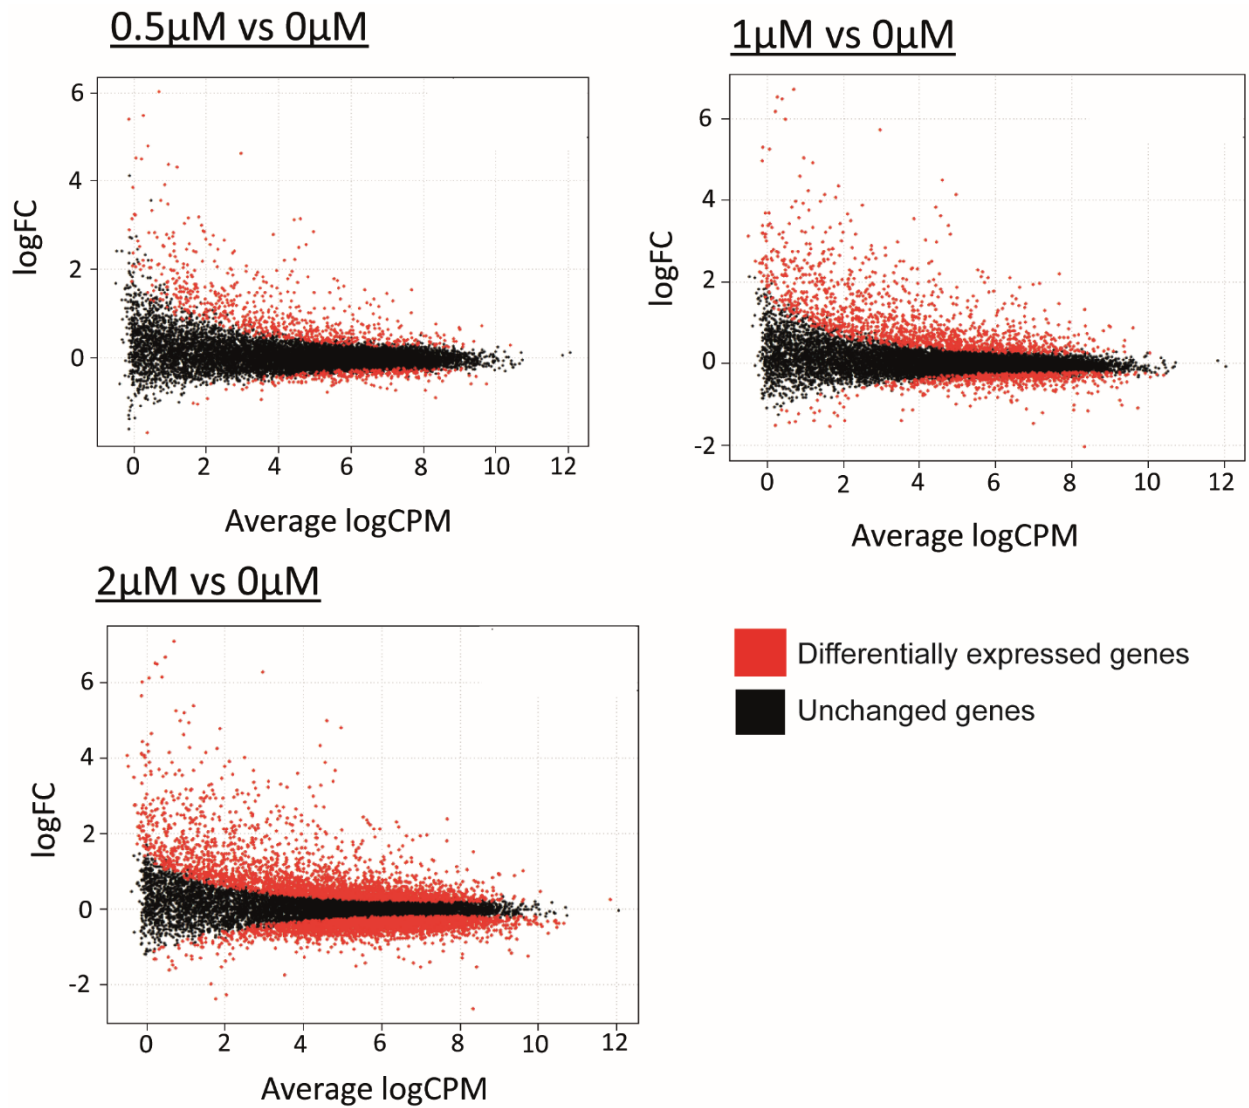 0.5µM vs 0µM
6
4
2
0
logFC
0 2 4 6 8 10 12
Average logCPM
1µM vs 0µM
6
4
2
0
-2
logFC
0 2 4 6 8 10 12
Average logCPM
2µM vs 0µM
6
4
2
0
-2
logFC
0 2 4 6 8 10 12
Average logCPM
Differentially expressed genes
Unchanged genes